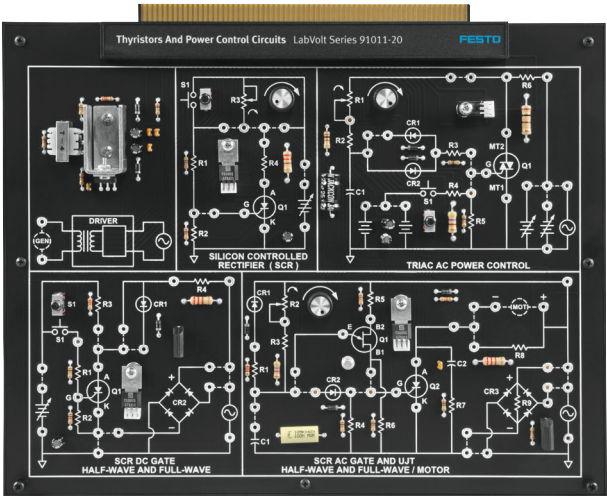 Thyristors And Power Control Circuits LabVolt Series 91011-20 FESTO
S1
R3
R1
R4
A
G
Q1
K
R2
SILICON CONTROLLED
RECTIFIER ( SCR )
DRIVER
GEN
R1
R2
CR1
CR2
C1
R3
R4
S1
R5
R6
MT2
G
Q1
MT1
TRIAC AC POWER CONTROL
S1
S1
R3
CR1
R4
R1
A
G
Q1
K
R2
CR2
+
−
SCR DC GATE
HALF-WAVE AND FULL-WAVE
CR1
R2
R5
R3
R1
E
B2
Q1
B1
CR2
A
G
Q2
K
R4
R6
C1
C2
R7
−
MOT
+
R8
CR3
+
R9
−
SCR AC GATE AND UJT
HALF-WAVE AND FULL-WAVE / MOTOR